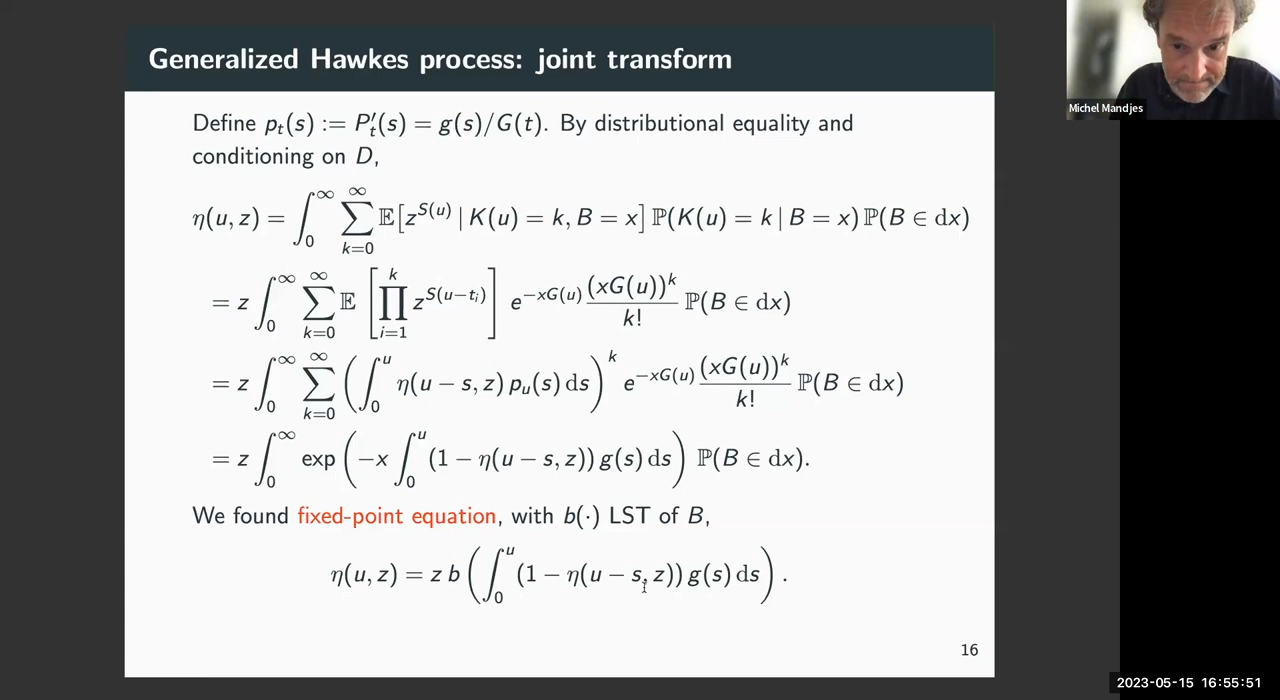 Generalized Hawkes process: joint transform
Michel Mandjes
Define p_t(s) := P′_t(s) = g(s)/G(t). By distributional equality and
conditioning on D,
η(u, z) = ∫_0^∞ ∑_{k=0}^∞ 𝔼[z^{S(u)} | K(u) = k, B = x] ℙ(K(u) = k | B = x) ℙ(B ∈ dx)
= z ∫_0^∞ ∑_{k=0}^∞ 𝔼 [∏_{i=1}^k z^{S(u−t_i)}] e^{−xG(u)} (xG(u))^k / k! ℙ(B ∈ dx)
= z ∫_0^∞ ∑_{k=0}^∞ (∫_0^u η(u − s, z) p_u(s) ds)^k e^{−xG(u)} (xG(u))^k / k! ℙ(B ∈ dx)
= z ∫_0^∞ exp (−x ∫_0^u (1 − η(u − s, z)) g(s) ds) ℙ(B ∈ dx).
We found fixed-point equation, with b(·) LST of B,
η(u, z) = z b (∫_0^u (1 − η(u − s, z)) g(s) ds).
16
2023-05-15 16:55:51